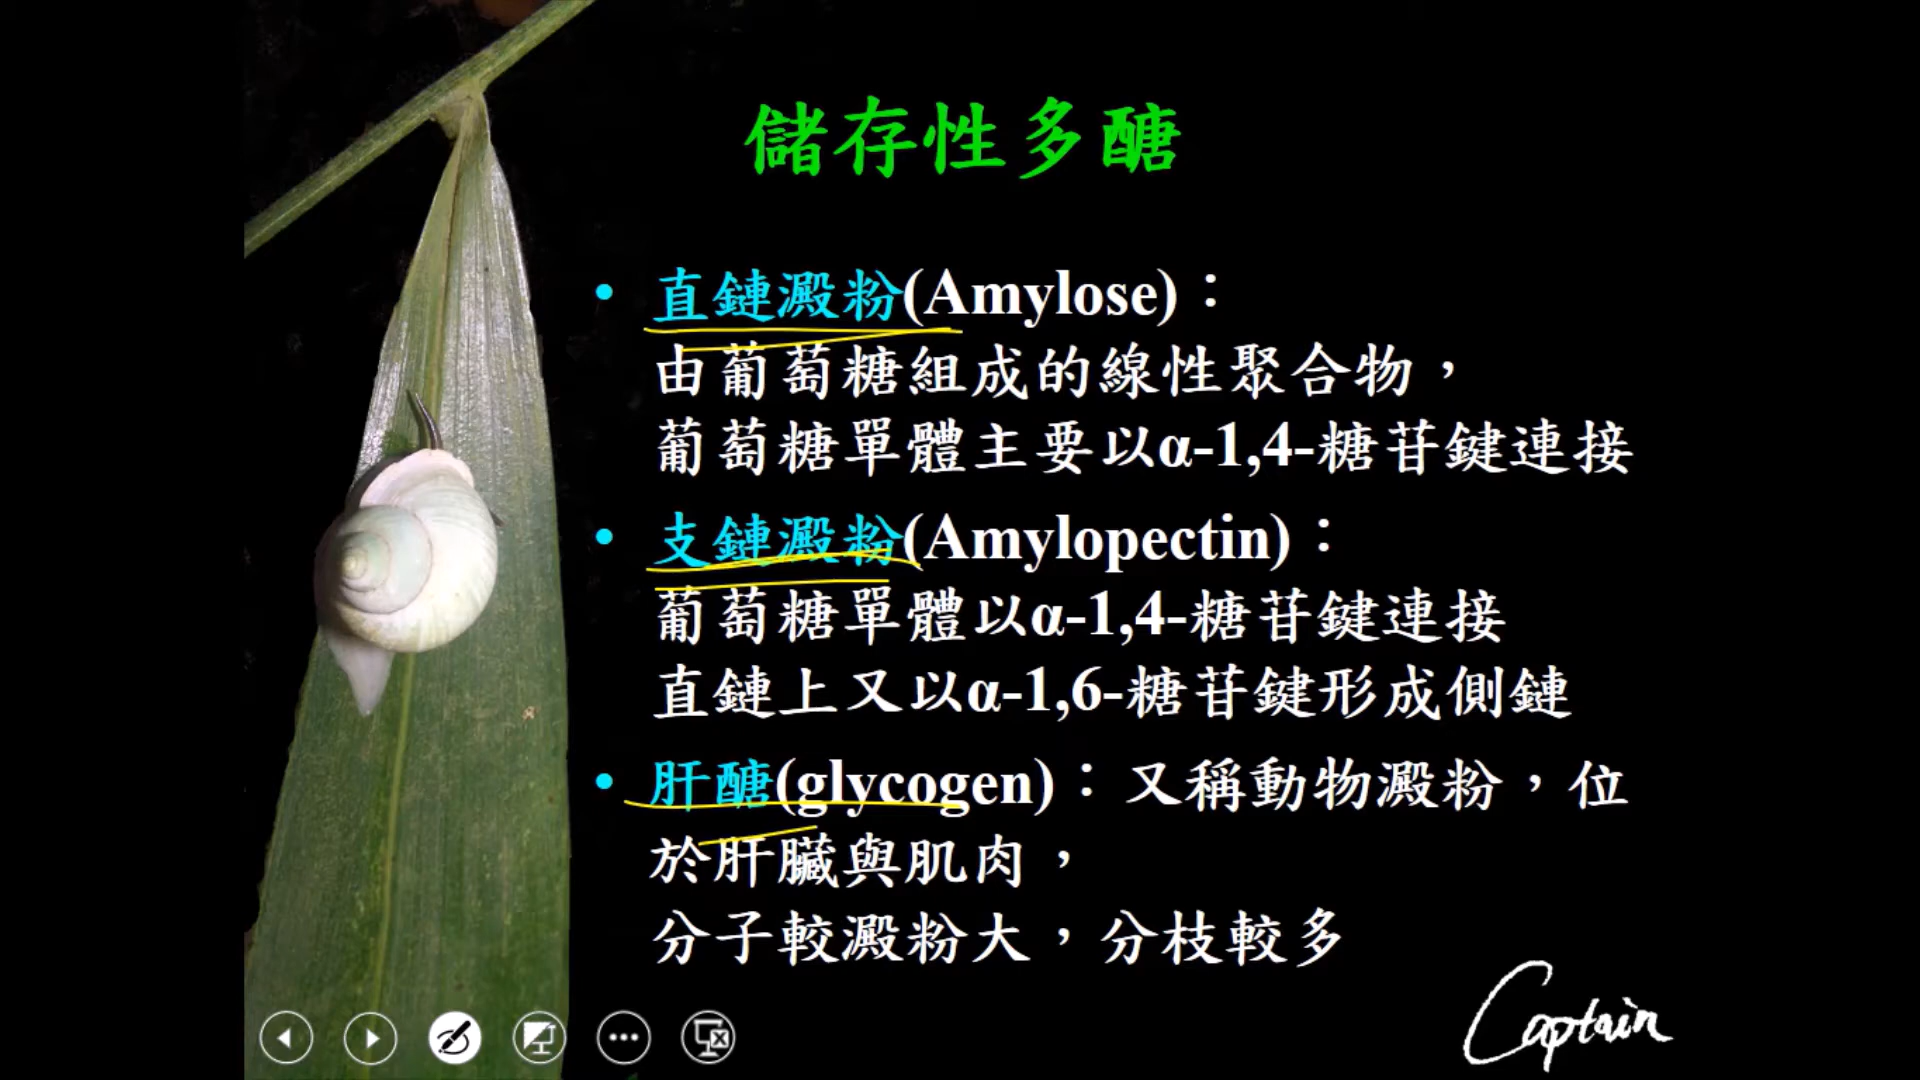 儲存性多醣
• 直鏈澱粉(Amylose)：
由葡萄糖組成的線性聚合物，
葡萄糖單體主要以α-1,4-糖苷鍵連接
• 支鏈澱粉(Amylopectin)：
葡萄糖單體以α-1,4-糖苷鍵連接
直鏈上又以α-1,6-糖苷鍵形成側鏈
• 肝醣(glycogen)：又稱動物澱粉，位
於肝臟與肌肉，
分子較澱粉大，分枝較多
Captain